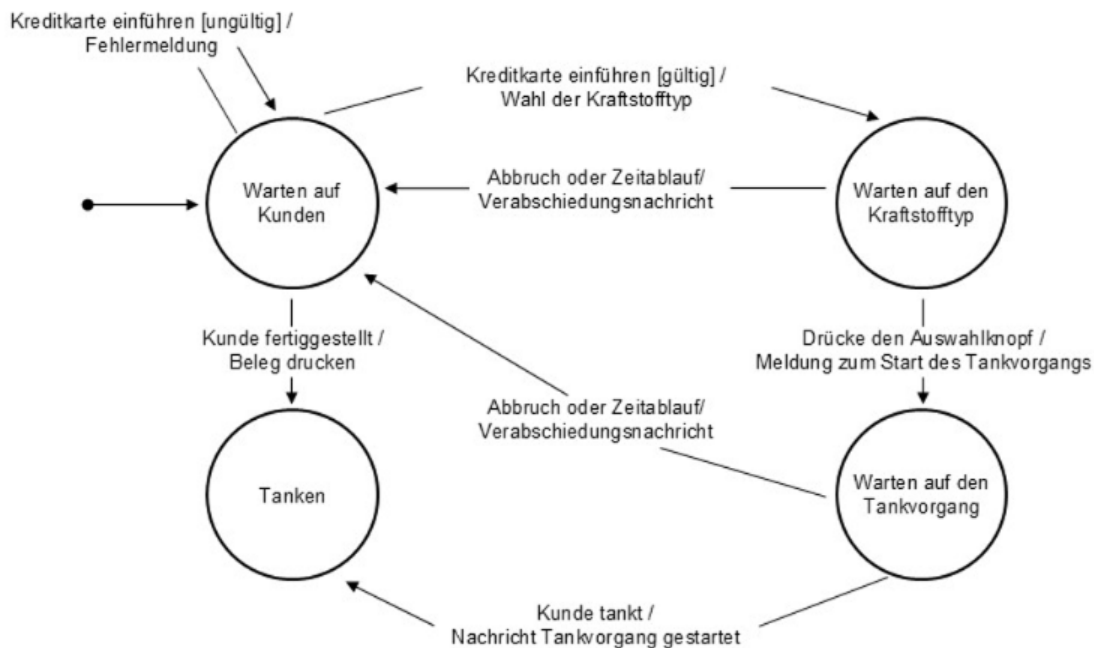 Kreditkarte einführen [ungültig] /
Fehlermeldung
Kreditkarte einführen [gültig] /
Wahl der Kraftstofftyp
Warten auf
Kunden
Abbruch oder Zeitablauf/
Verabschiedungsnachricht
Warten auf den
Kraftstofftyp
Kunde fertiggestellt /
Beleg drucken
Drücke den Auswahlknopf /
Meldung zum Start des Tankvorgangs
Abbruch oder Zeitablauf/
Verabschiedungsnachricht
Tanken
Warten auf den
Tankvorgang
Kunde tankt /
Nachricht Tankvorgang gestartet